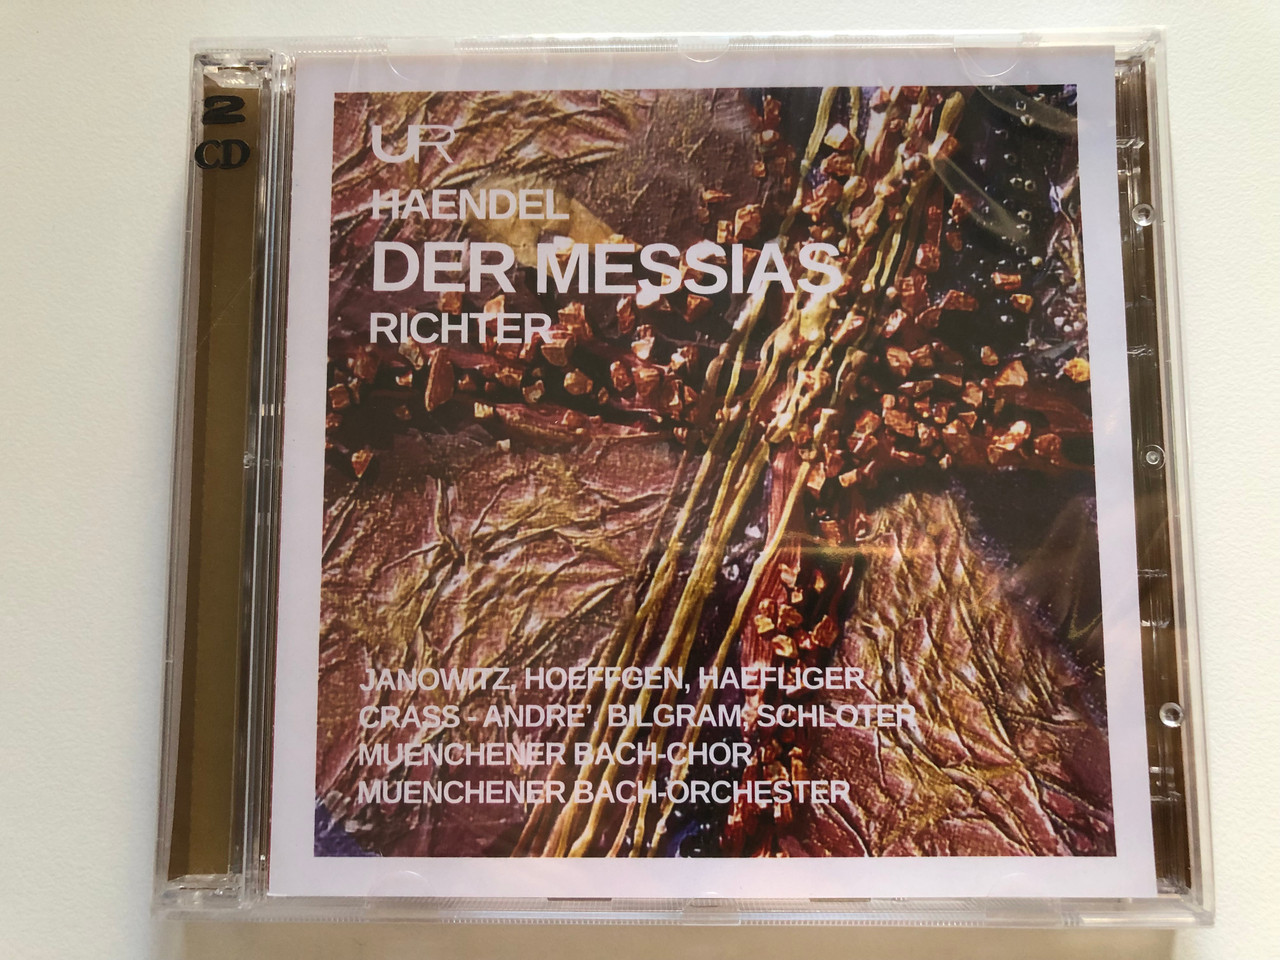 2
CD
UR
HAENDEL
DER MESSIAS
RICHTER
JANOWITZ, HOEFFGEN, HAEFLIGER
CRASS - ANDRE', BILGRAM, SCHLOTER
MUENCHENER BACH-CHOR
MUENCHENER BACH-ORCHESTER